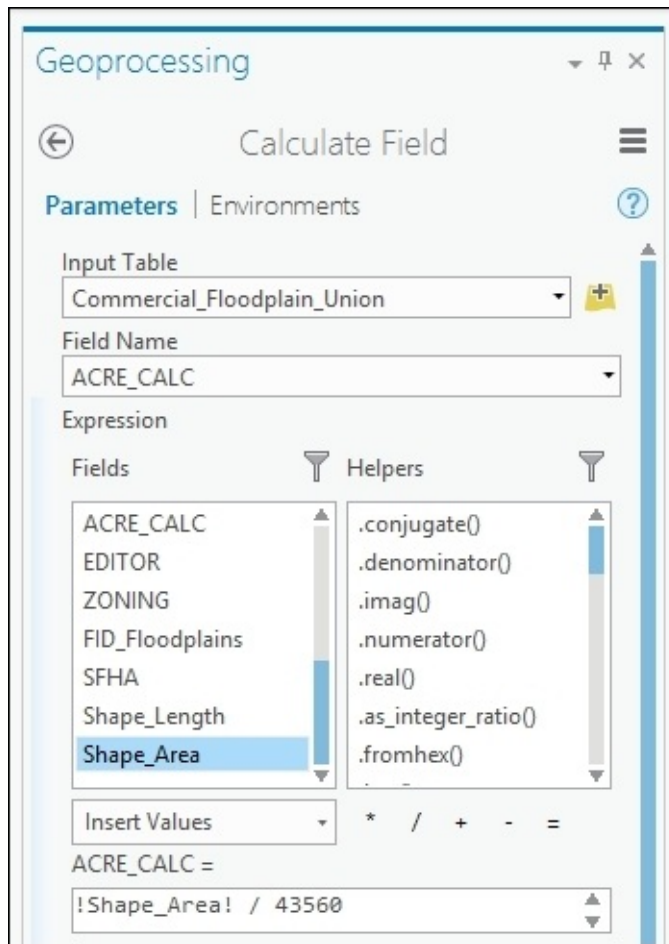 Geoprocessing
Calculate Field
Parameters | Environments
?
Input Table
Commercial_Floodplain_Union
Field Name
ACRE_CALC
Expression
Fields
Helpers
ACRE_CALC
EDITOR
ZONING
FID_Floodplains
SFHA
Shape_Length
Shape_Area
.conjugate()
.denominator()
.imag()
.numerator()
.real()
.as_integer_ratio()
.fromhex()
Insert Values
* / + - =
ACRE_CALC =
!Shape_Area! / 43560